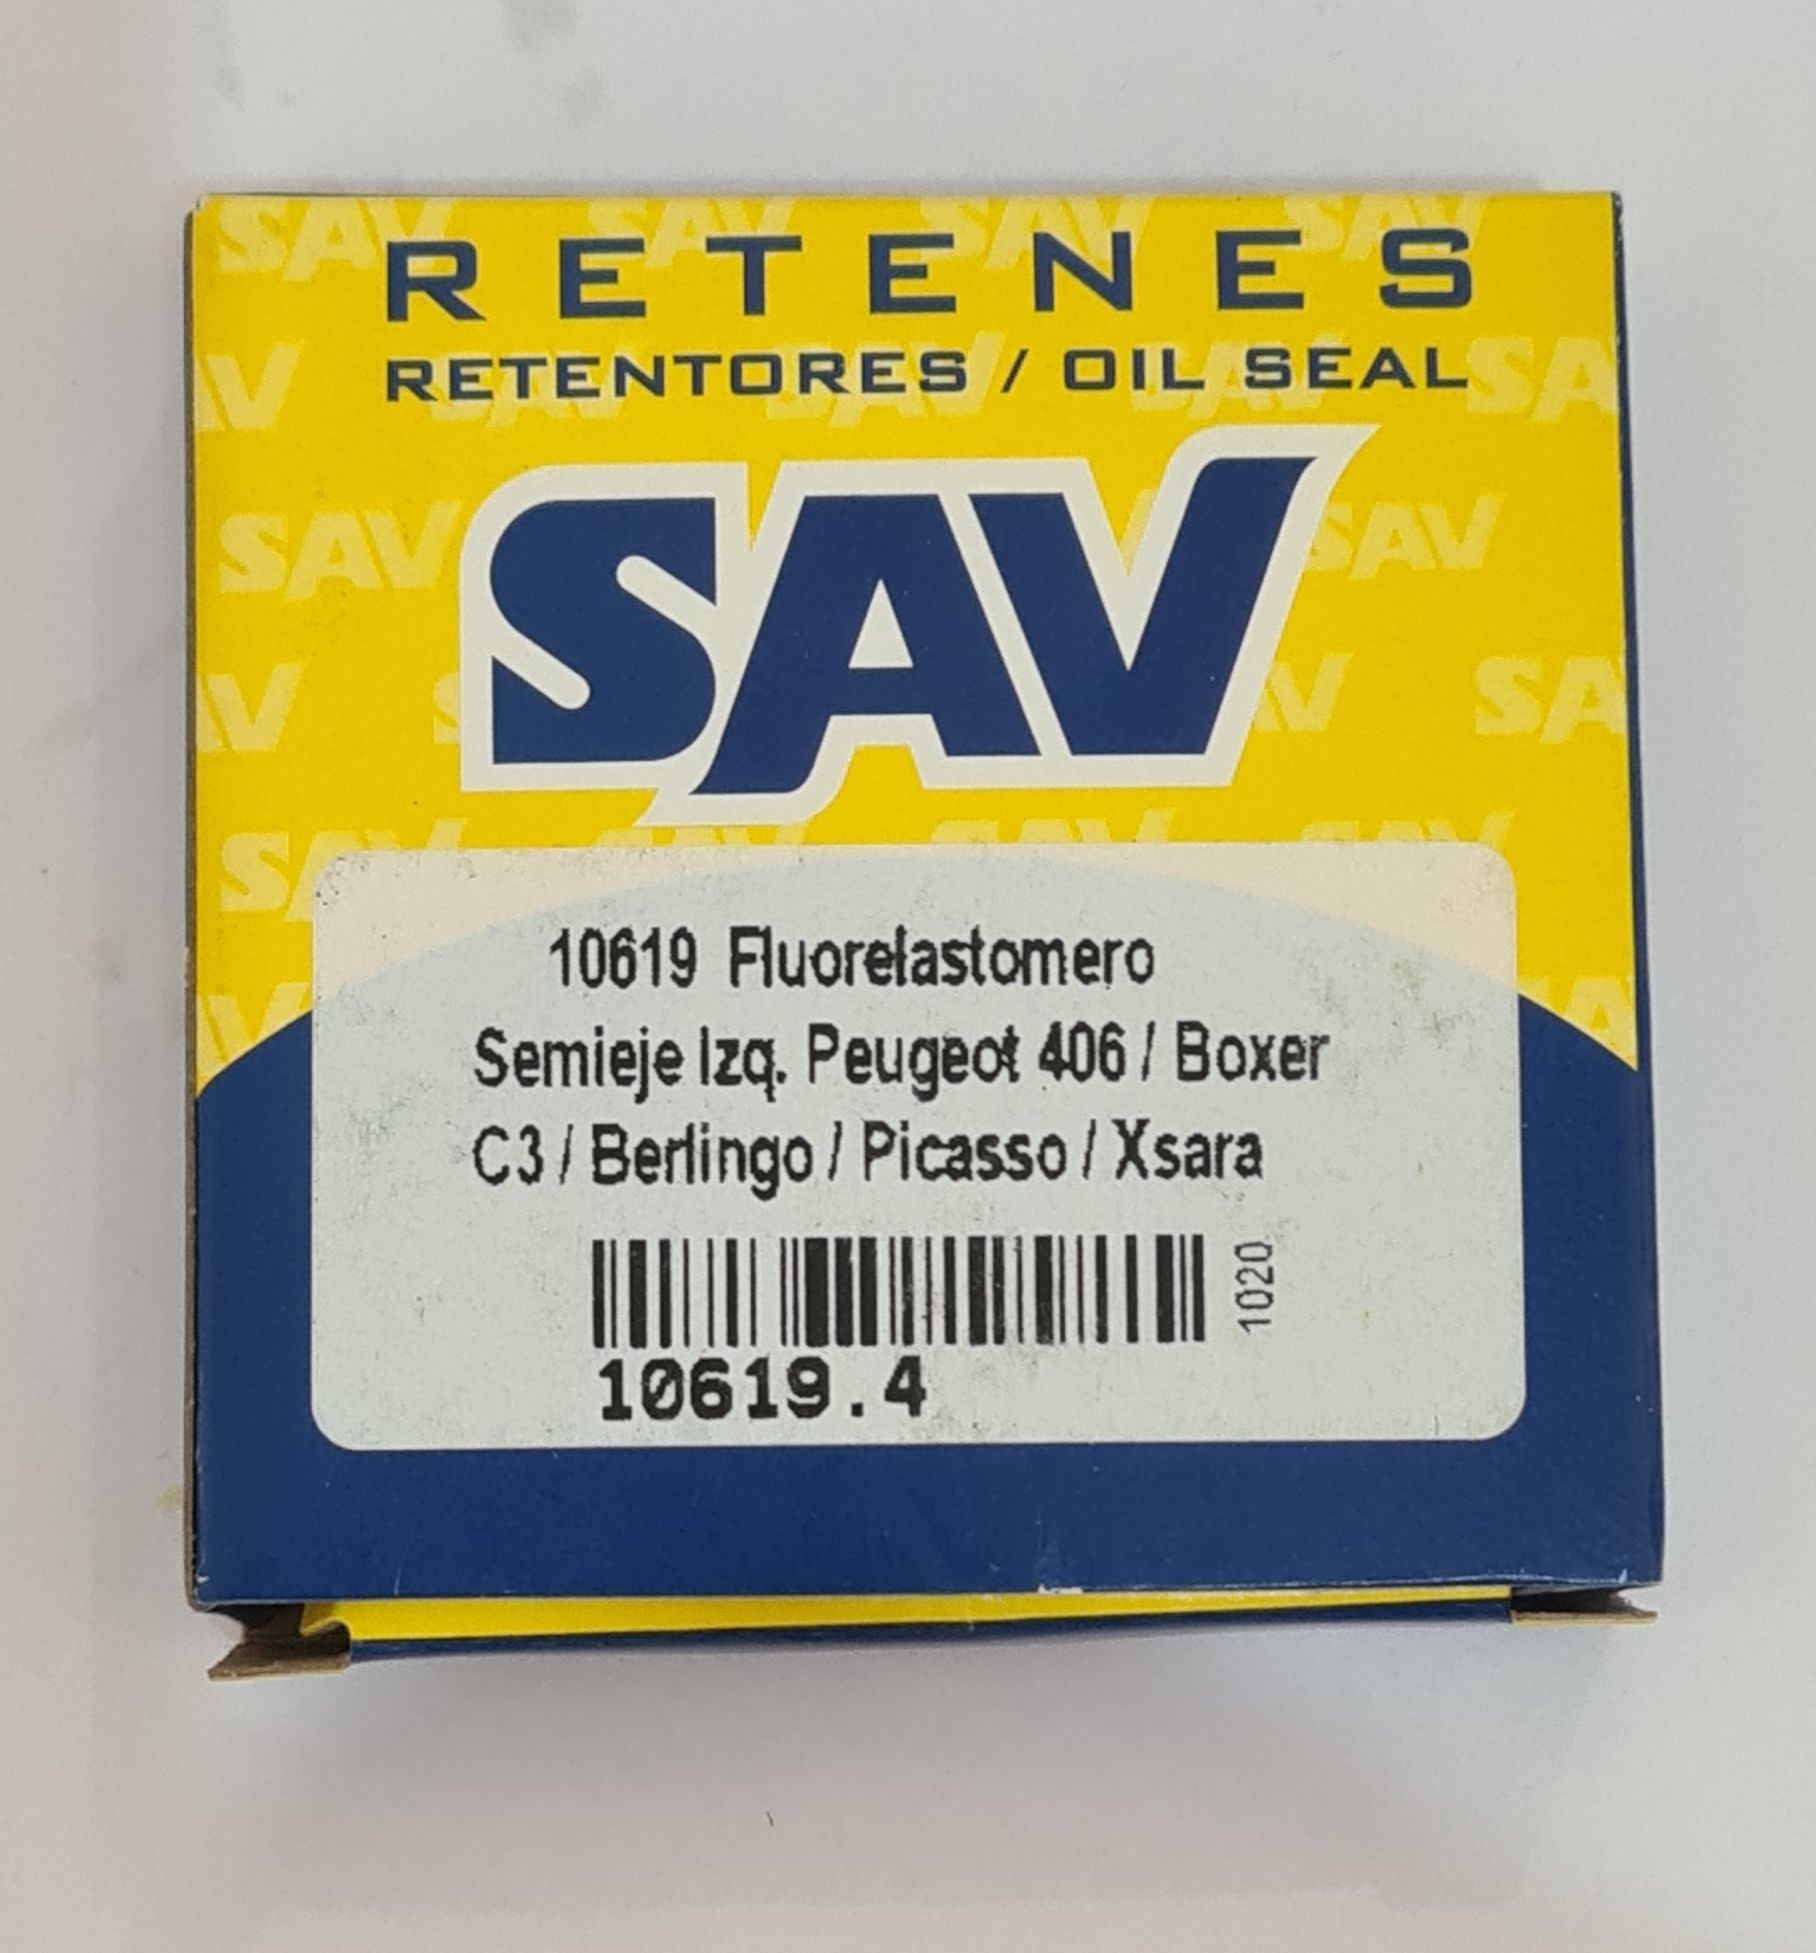 RETENES
RETENTORES / OIL SEAL
SAV
10619 Fluorelastomero
Semieje Izq. Peugeot 406 / Boxer
C3 / Berlingo / Picasso / Xsara
1020
10619.4